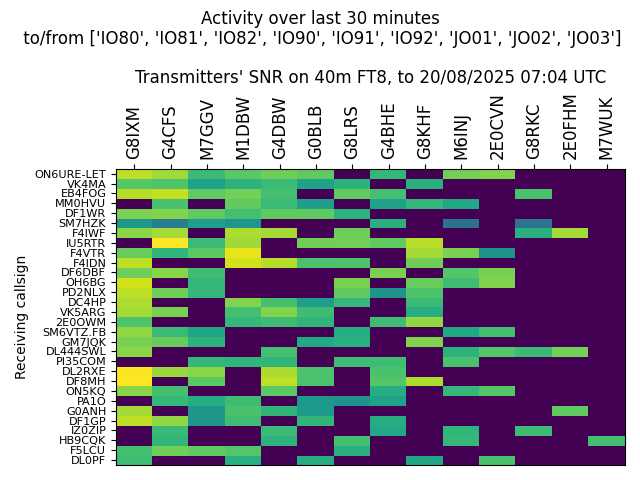 Activity over last 30 minutes
to/from ['IO80', 'IO81', 'IO82', 'IO90', 'IO91', 'IO92', 'JO01', 'JO02', 'JO03']
Transmitters' SNR on 40m FT8, to 20/08/2025 07:04 UTC
G8IXM
G4CFS
M7GGV
M1DBW
G4DBW
G0BLB
G8LRS
G4BHE
G8KHF
M6INJ
2E0CVN
G8RKC
2E0FHM
M7WUK
Receiving callsign
ON6URE-LET
VK4MA
EB4FOG
MM0HVU
DF1WR
SM7HZK
F4IWF
IU5RTR
F4VTR
F4IDN
DF6DBF
OH6BG
PD2NLX
DC4HP
VK5ARG
2E0OWM
SM6VTZ.FB
GM7JQK
DL444SWL
PI35COM
DL2RXE
DF8MH
ON5KQ
PA1O
G0ANH
DF1GP
IZ0ZIP
HB9CQK
F5LCU
DL0PF